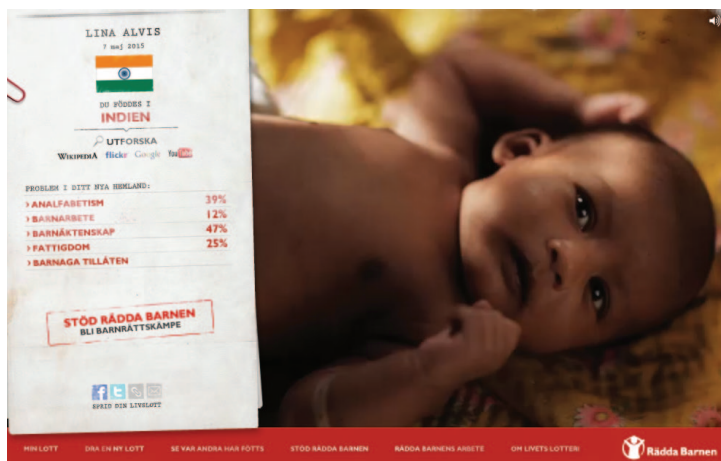 LINA ALVIS
7 maj 2015
DU FÖDDES I
INDIEN
UTFORSKA
WIKIPEDIA flickr Google YouTube
PROBLEM I DITT NYA HEMLAND:
> ANALFABETISM 39%
> BARNARBETE 12%
> BARNÄKTENSKAP 47%
> FATTIGDOM 25%
> BARNAGA TILLÅTEN
STÖD RÄDDA BARNEN
BLI BARNRÄTTSKÄMPE
SPRID DIN LIVSLOTT
MIN LOTT DRA EN NY LOTT SE VAR ANDRA HAR FÖTTS STÖD RÄDDA BARNEN RÄDDA BARNENS ARBETE OM LIVETS LOTTERI Rädda Barnen